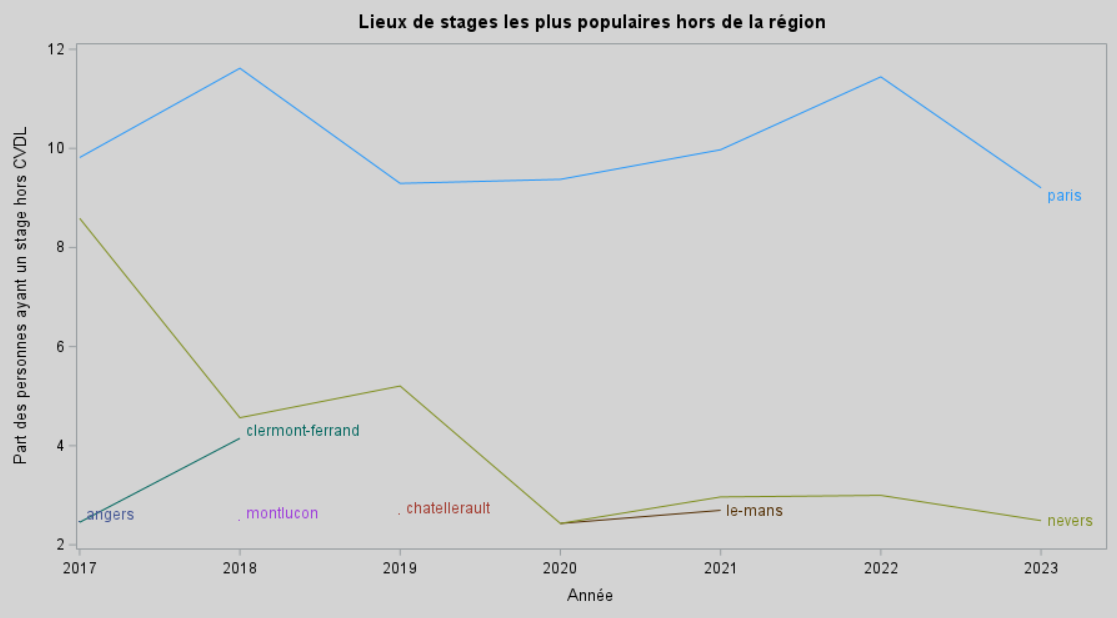 Lieux de stages les plus populaires hors de la région
Part des personnes ayant un stage hors CVDL
12
10
8
6
4
2
paris
clermont-ferrand
angers
montlucon
chatellerault
le-mans
nevers
2017
2018
2019
2020
2021
2022
2023
Année